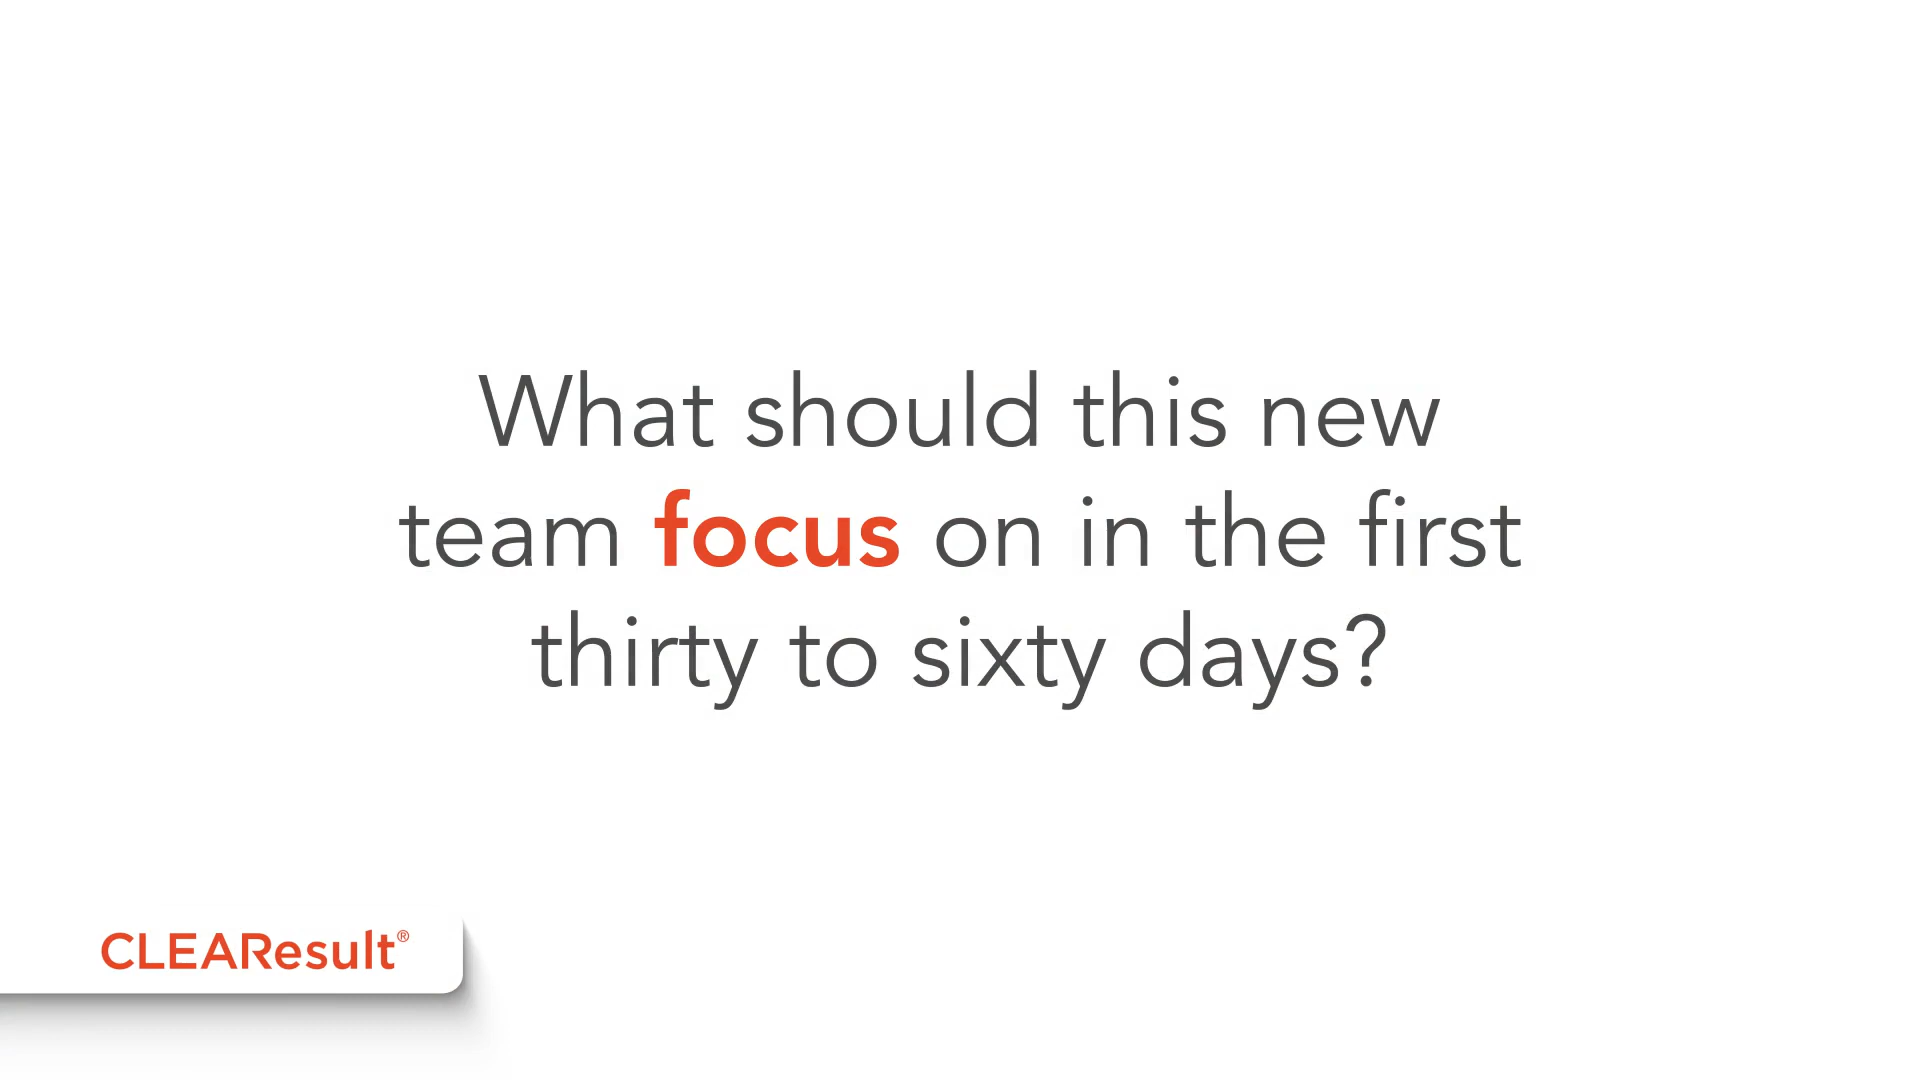 What should this new
team focus on in the first
thirty to sixty days?
CLEAResult®